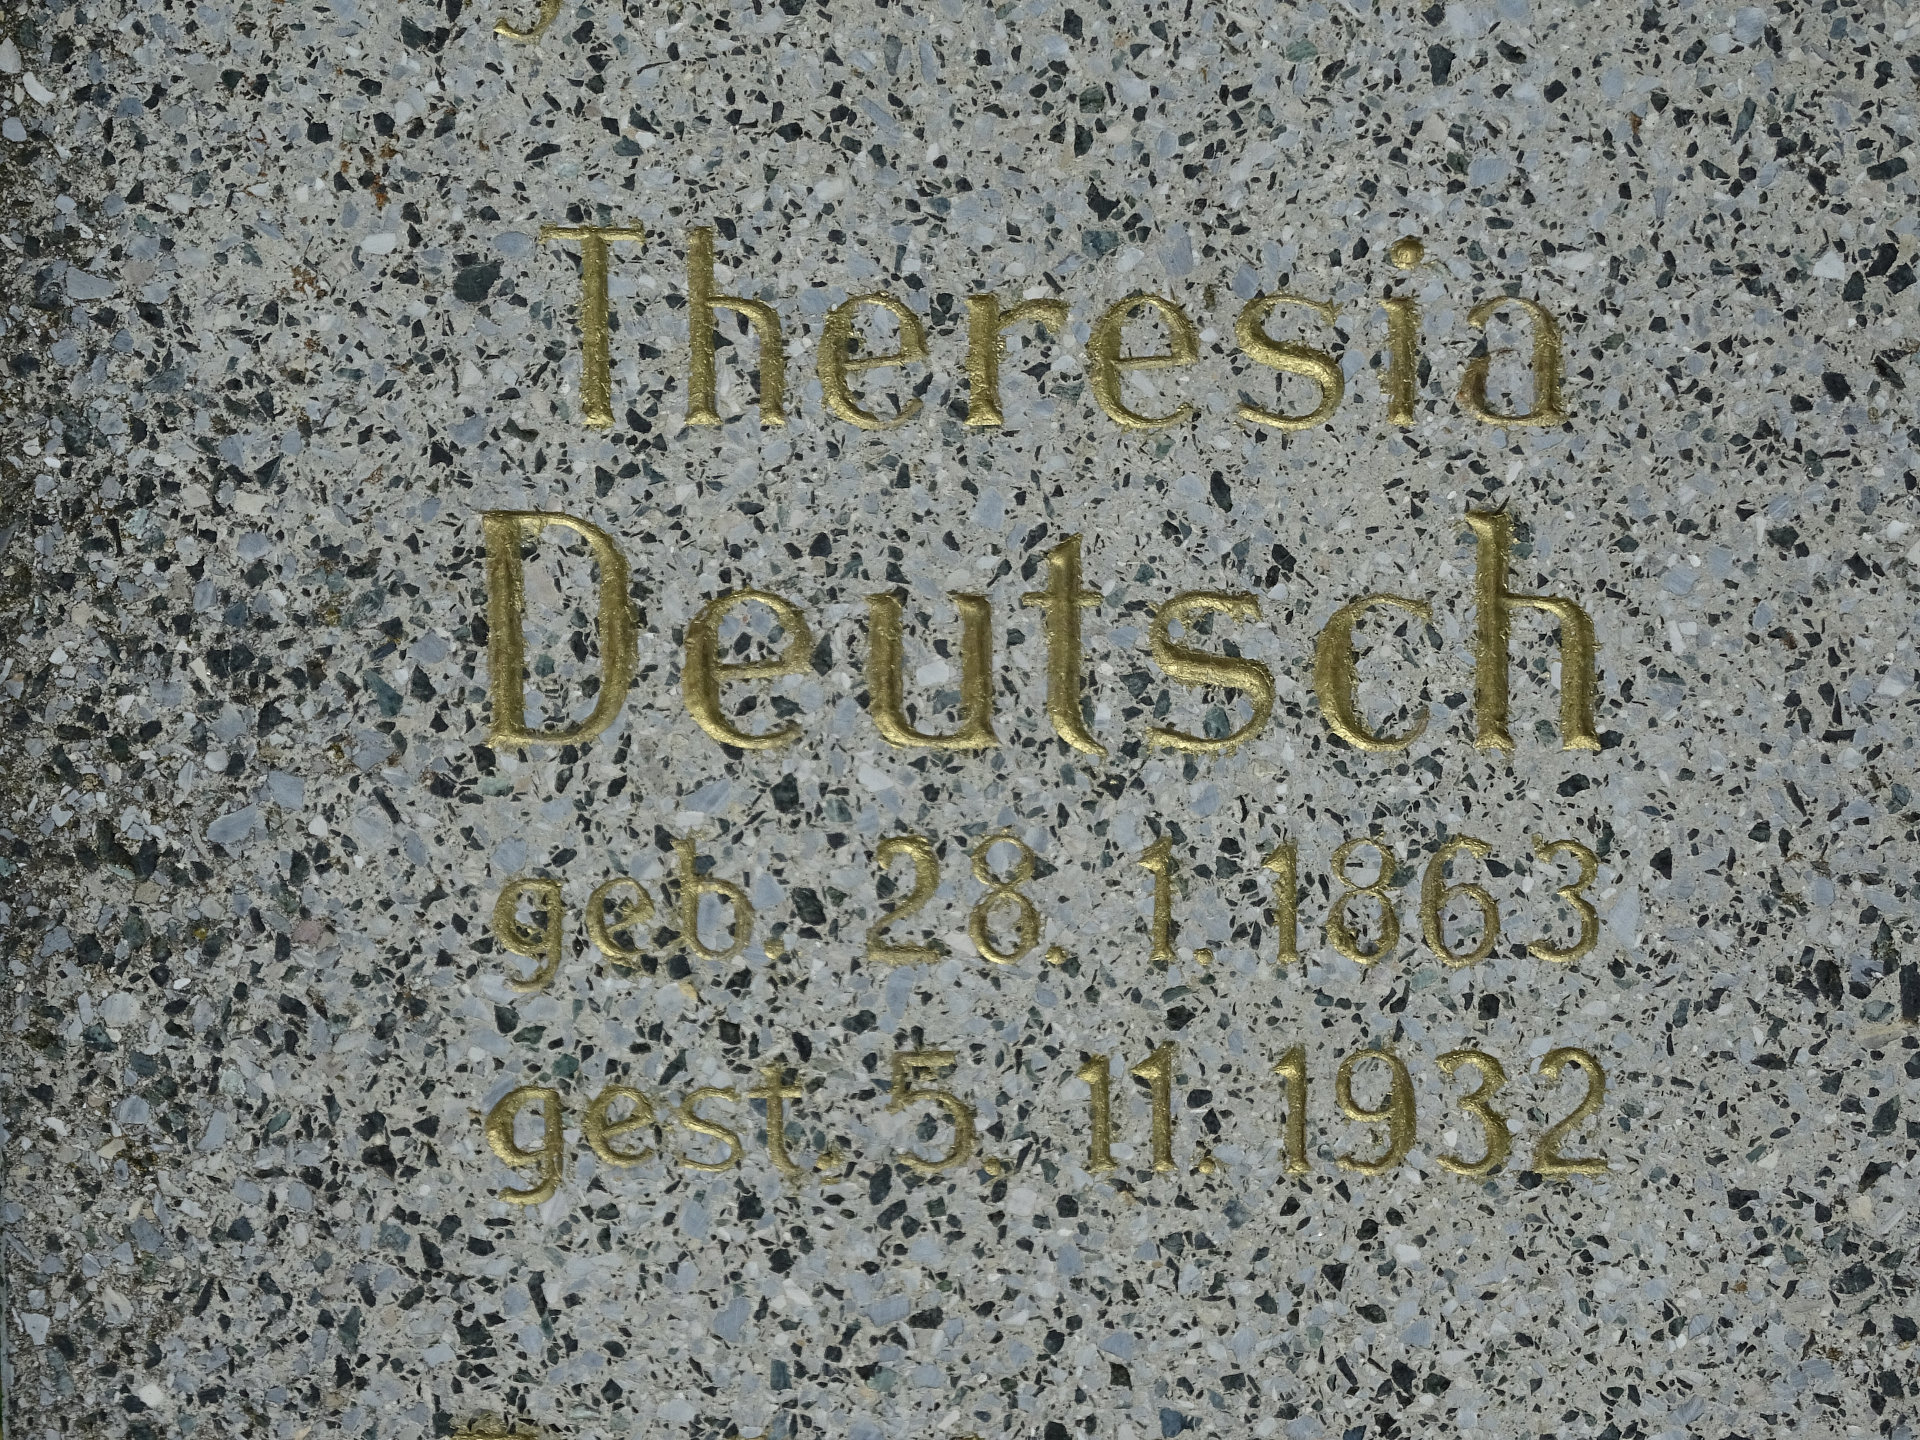 Theresia
Deutsch
geb. 28. 1. 1863
gest. 5. 11. 1932